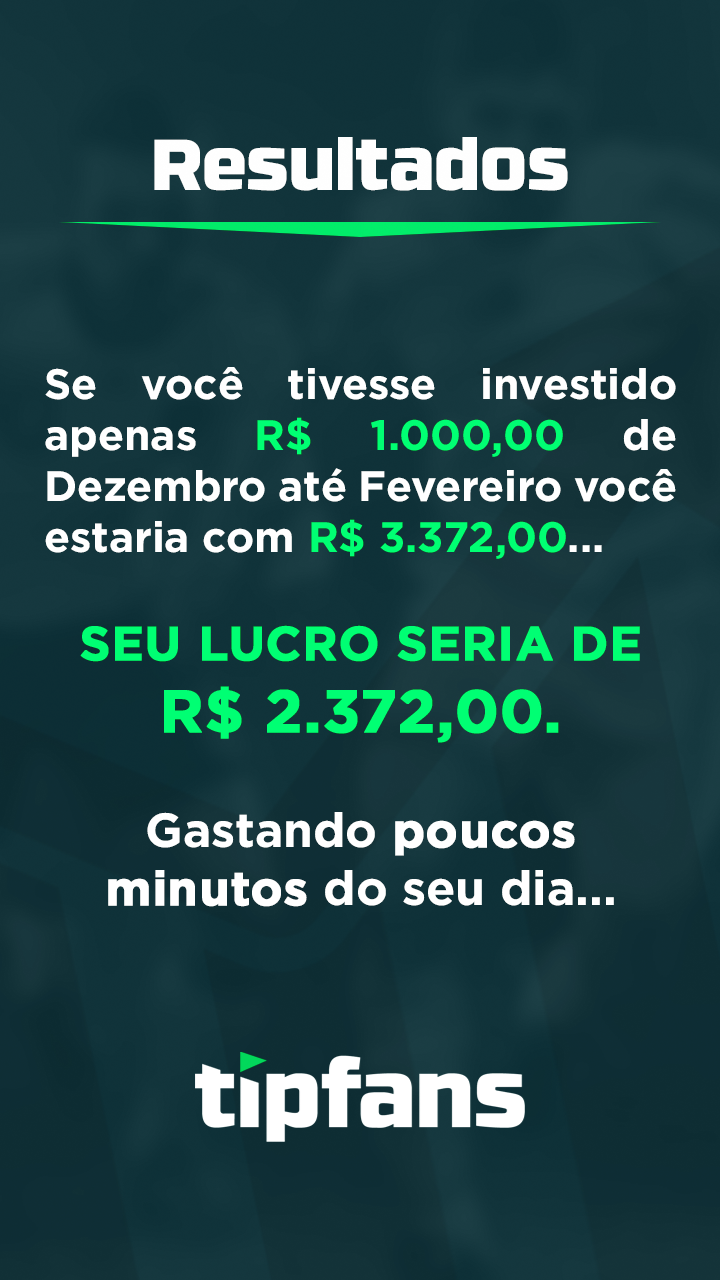 Resultados
Se você tivesse investido
apenas R$ 1.000,00 de
Dezembro até Fevereiro você
estaria com R$ 3.372,00...
SEU LUCRO SERIA DE
R$ 2.372,00.
Gastando poucos
minutos do seu dia...
tipfans